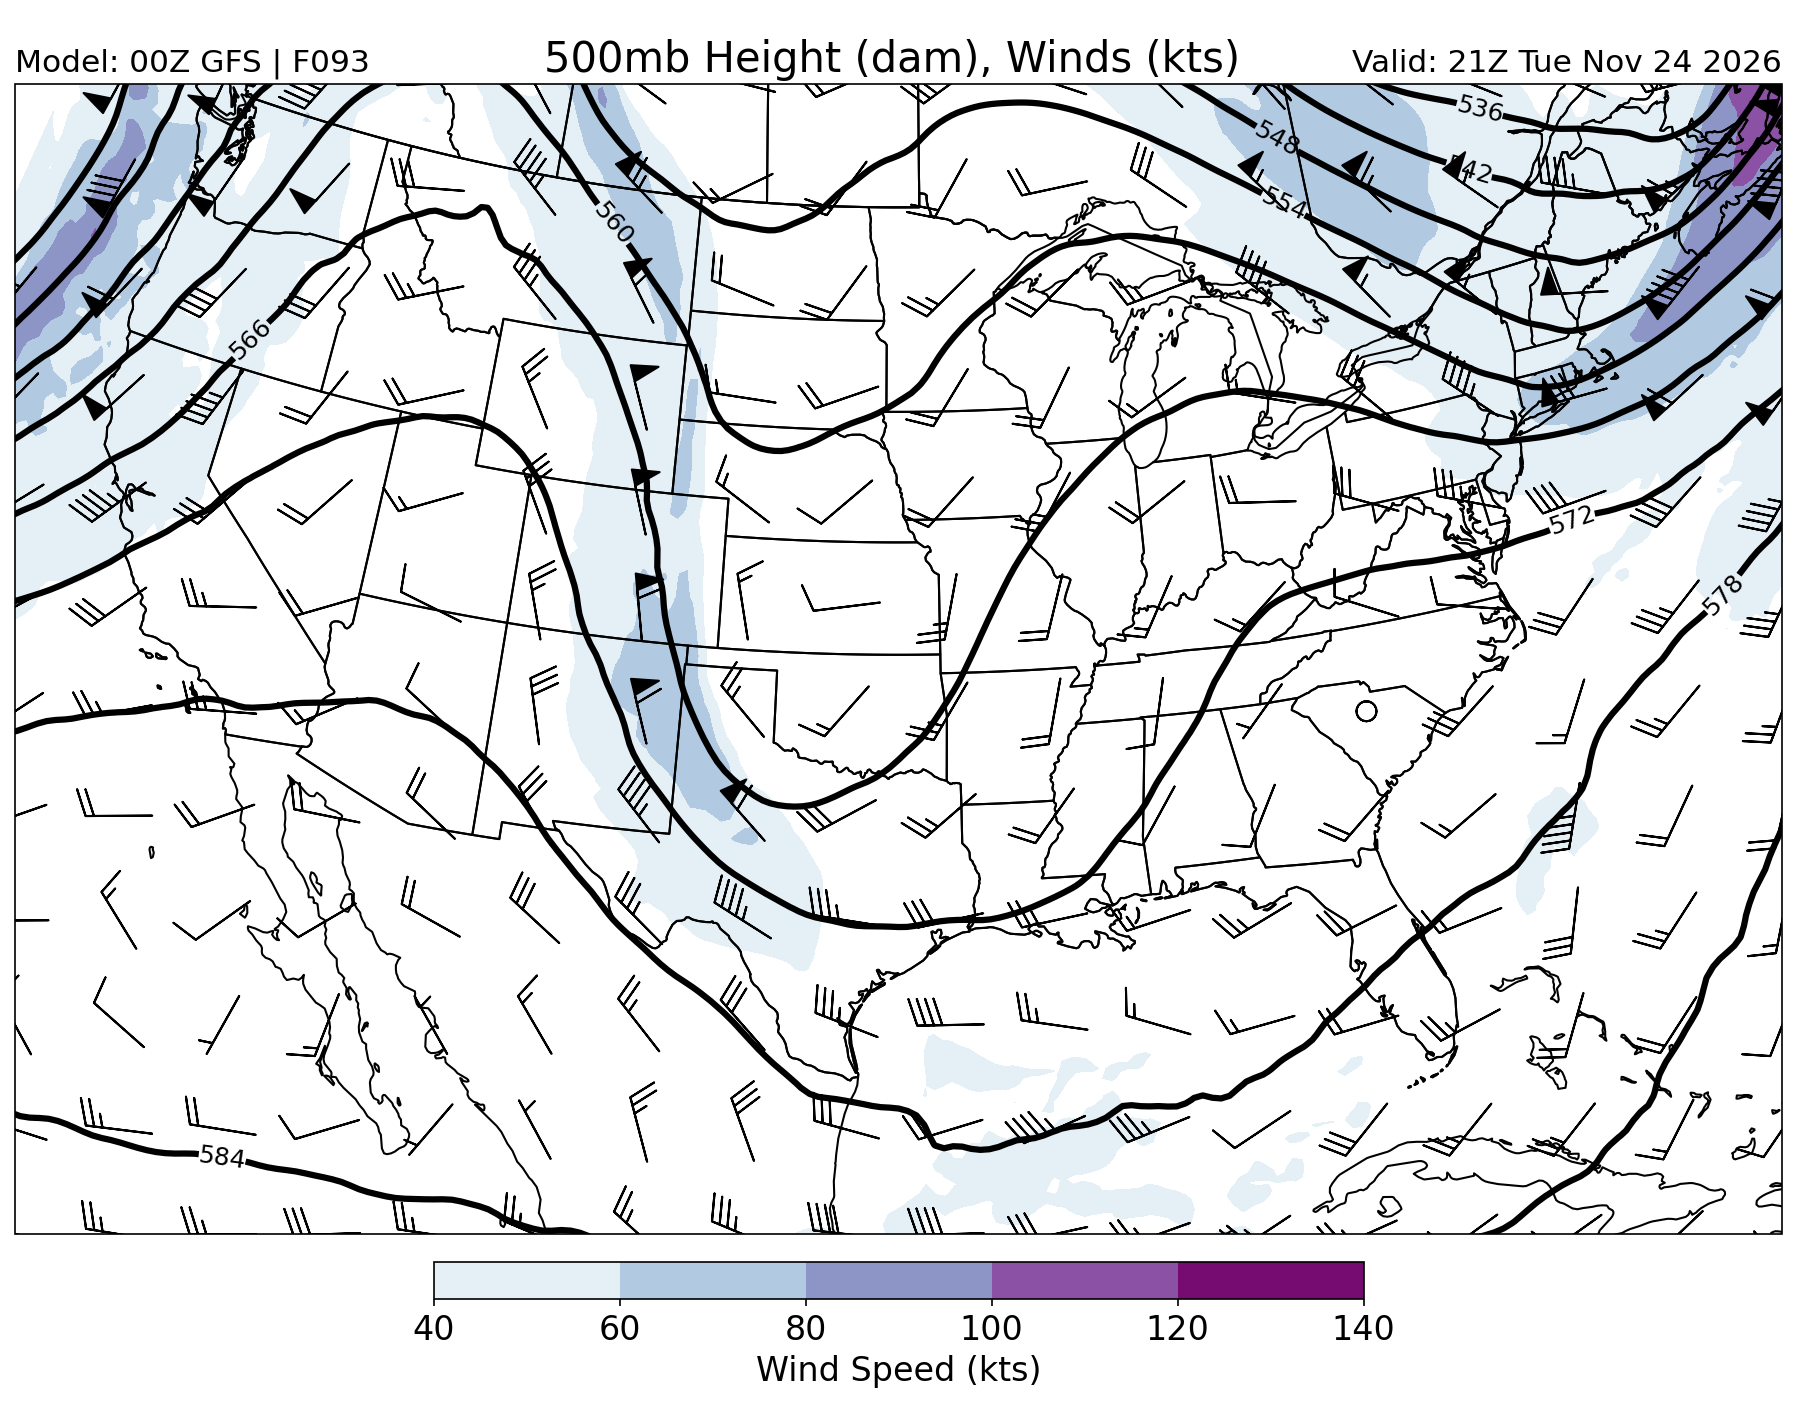 Model: 00Z GFS | F093
500mb Height (dam), Winds (kts)
Valid: 21Z Tue Nov 24 2026
536
548
542
554
560
566
572
578
584
40 60 80 100 120 140
Wind Speed (kts)